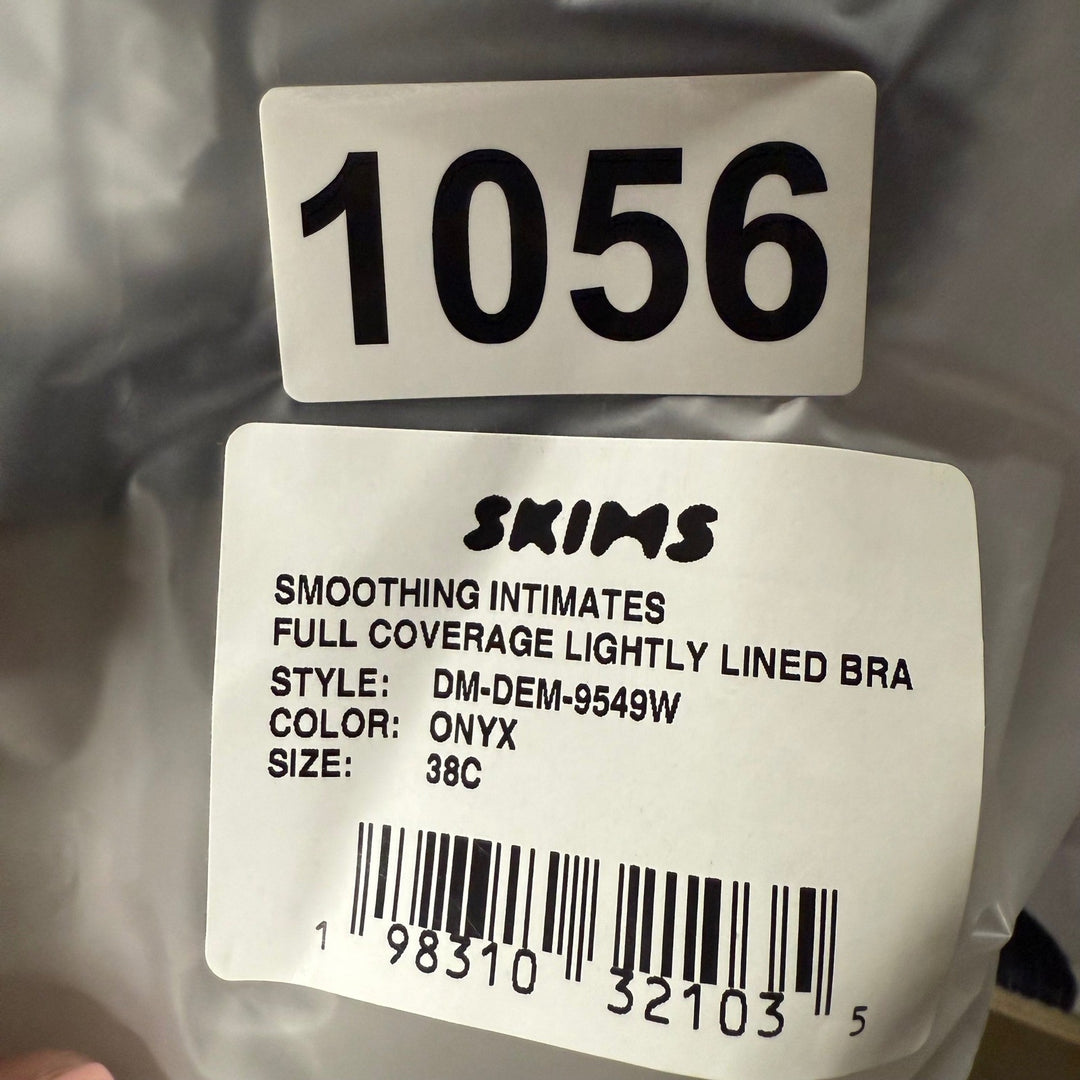 1056
SKIMS
SMOOTHING INTIMATES
FULL COVERAGE LIGHTLY LINED BRA
STYLE: DM-DEM-9549W
COLOR: ONYX
SIZE: 38C
1 98310 32103 5